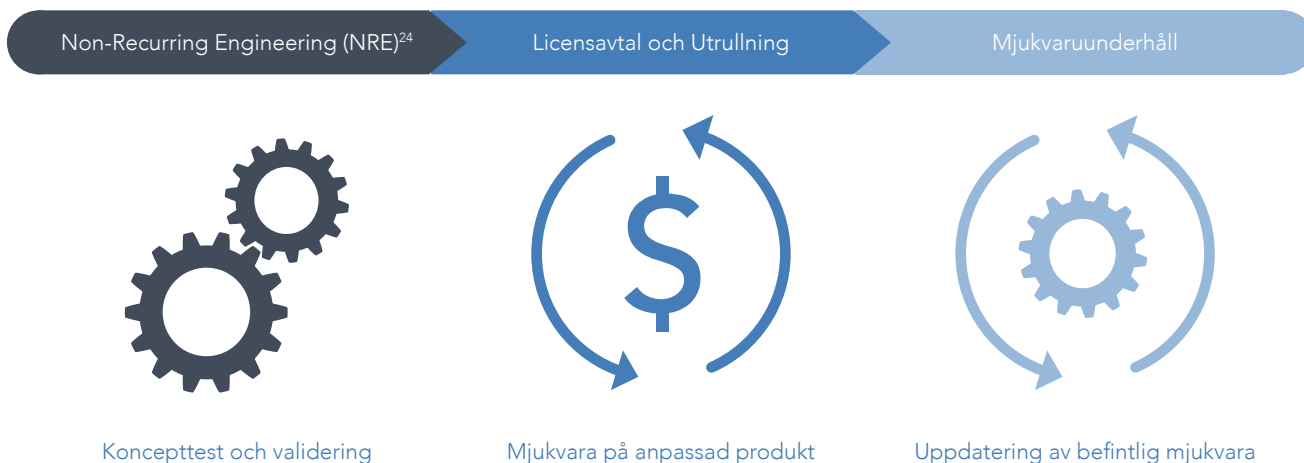 Non-Recurring Engineering (NRE)²⁴
Licensavtal och Utrullning
Mjukvaruunderhåll
$
Koncepttest och validering
Mjukvara på anpassad produkt
Uppdatering av befintlig mjukvara